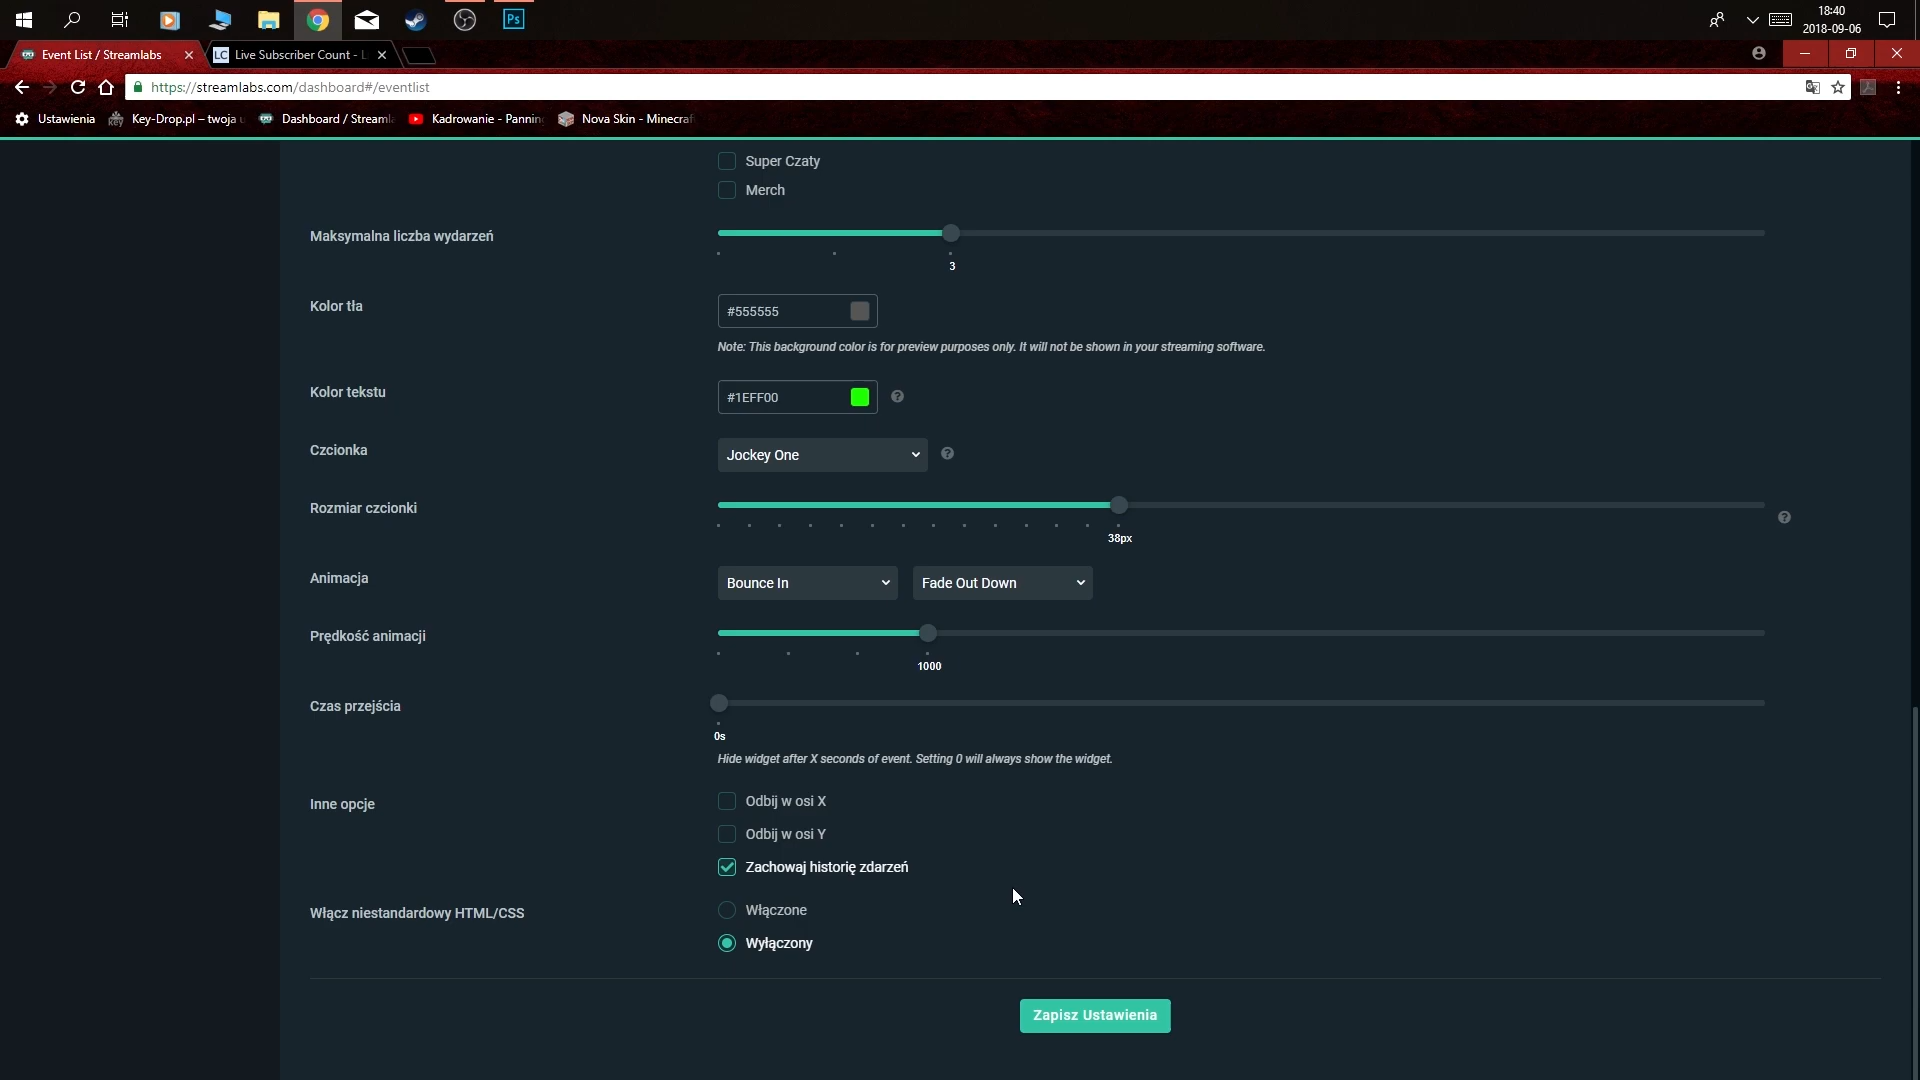 Ps
18:40
2018-09-06
Event List / Streamlabs
LC Live Subscriber Count -
https://streamlabs.com/dashboard#/eventlist
Ustawienia
Key-Drop.pl – twoja
Dashboard / Streaml
Kadrowanie - Pannin
Nova Skin - Minecraf
Super Czaty
Merch
Maksymalna liczba wydarzeń
3
Kolor tła
#555555
Note: This background color is for preview purposes only. It will not be shown in your streaming software.
Kolor tekstu
#1EFF00
Czcionka
Jockey One
Rozmiar czcionki
38px
Animacja
Bounce In
Fade Out Down
Prędkość animacji
1000
Czas przejścia
0s
Hide widget after X seconds of event. Setting 0 will always show the widget.
Inne opcje
Odbij w osi X
Odbij w osi Y
Zachowaj historię zdarzeń
Włącz niestandardowy HTML/CSS
Włączone
Wyłączony
Zapisz Ustawienia